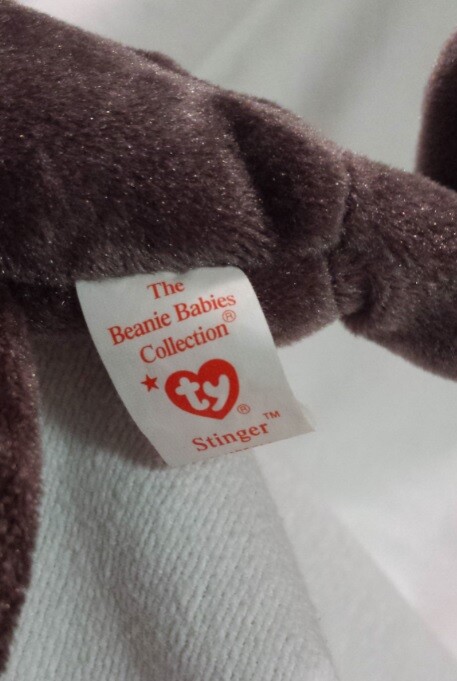 The
Beanie Babies
Collection®
★ ty ®
Stinger™